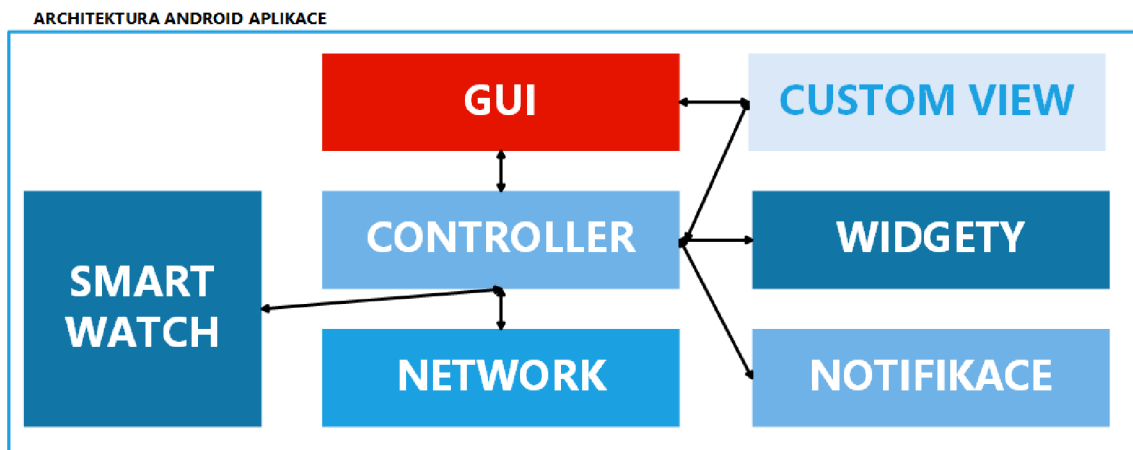 ARCHITEKTURA ANDROID APLIKACE
GUI
CUSTOM VIEW
SMART
WATCH
CONTROLLER
WIDGETY
NETWORK
NOTIFIKACE